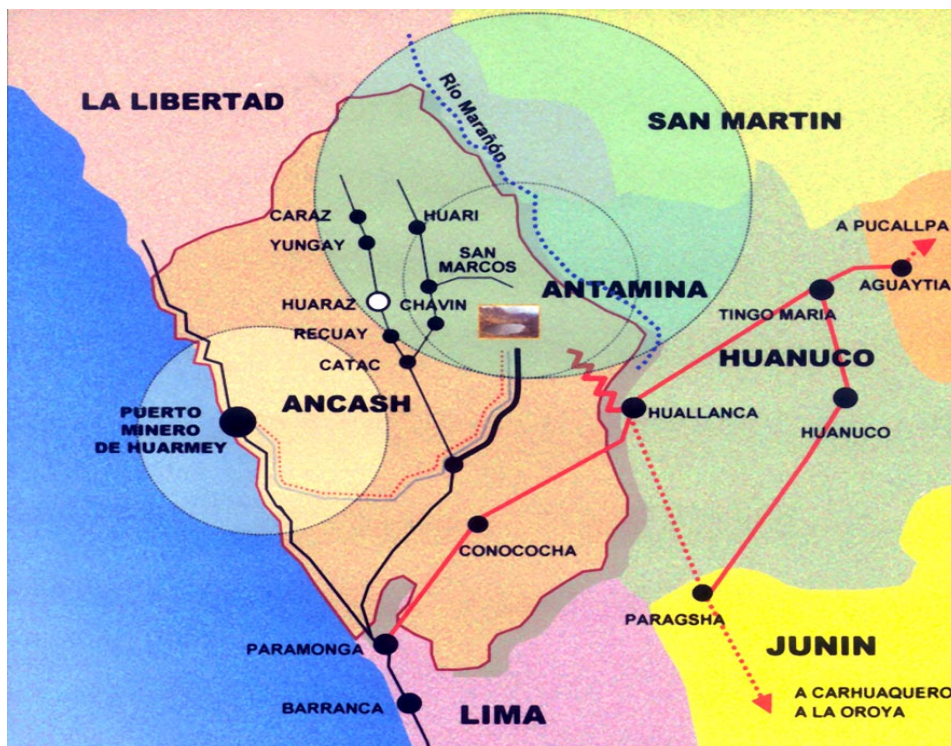 LA LIBERTAD
Río Marañón
SAN MARTIN
CARAZ
HUARI
YUNGAY
SAN
MARCOS
A PUCALLPA
HUARAZ
CHAVIN
ANTAMINA
AGUAYTIA
RECUAY
TINGO MARIA
CATAC
HUANUCO
ANCASH
PUERTO
MINERO
DE HUARMEY
HUALLANCA
HUANUCO
CONOCOCHA
PARAGSHA
PARAMONGA
JUNIN
A CARHUAQUERO
A LA OROYA
BARRANCA
LIMA